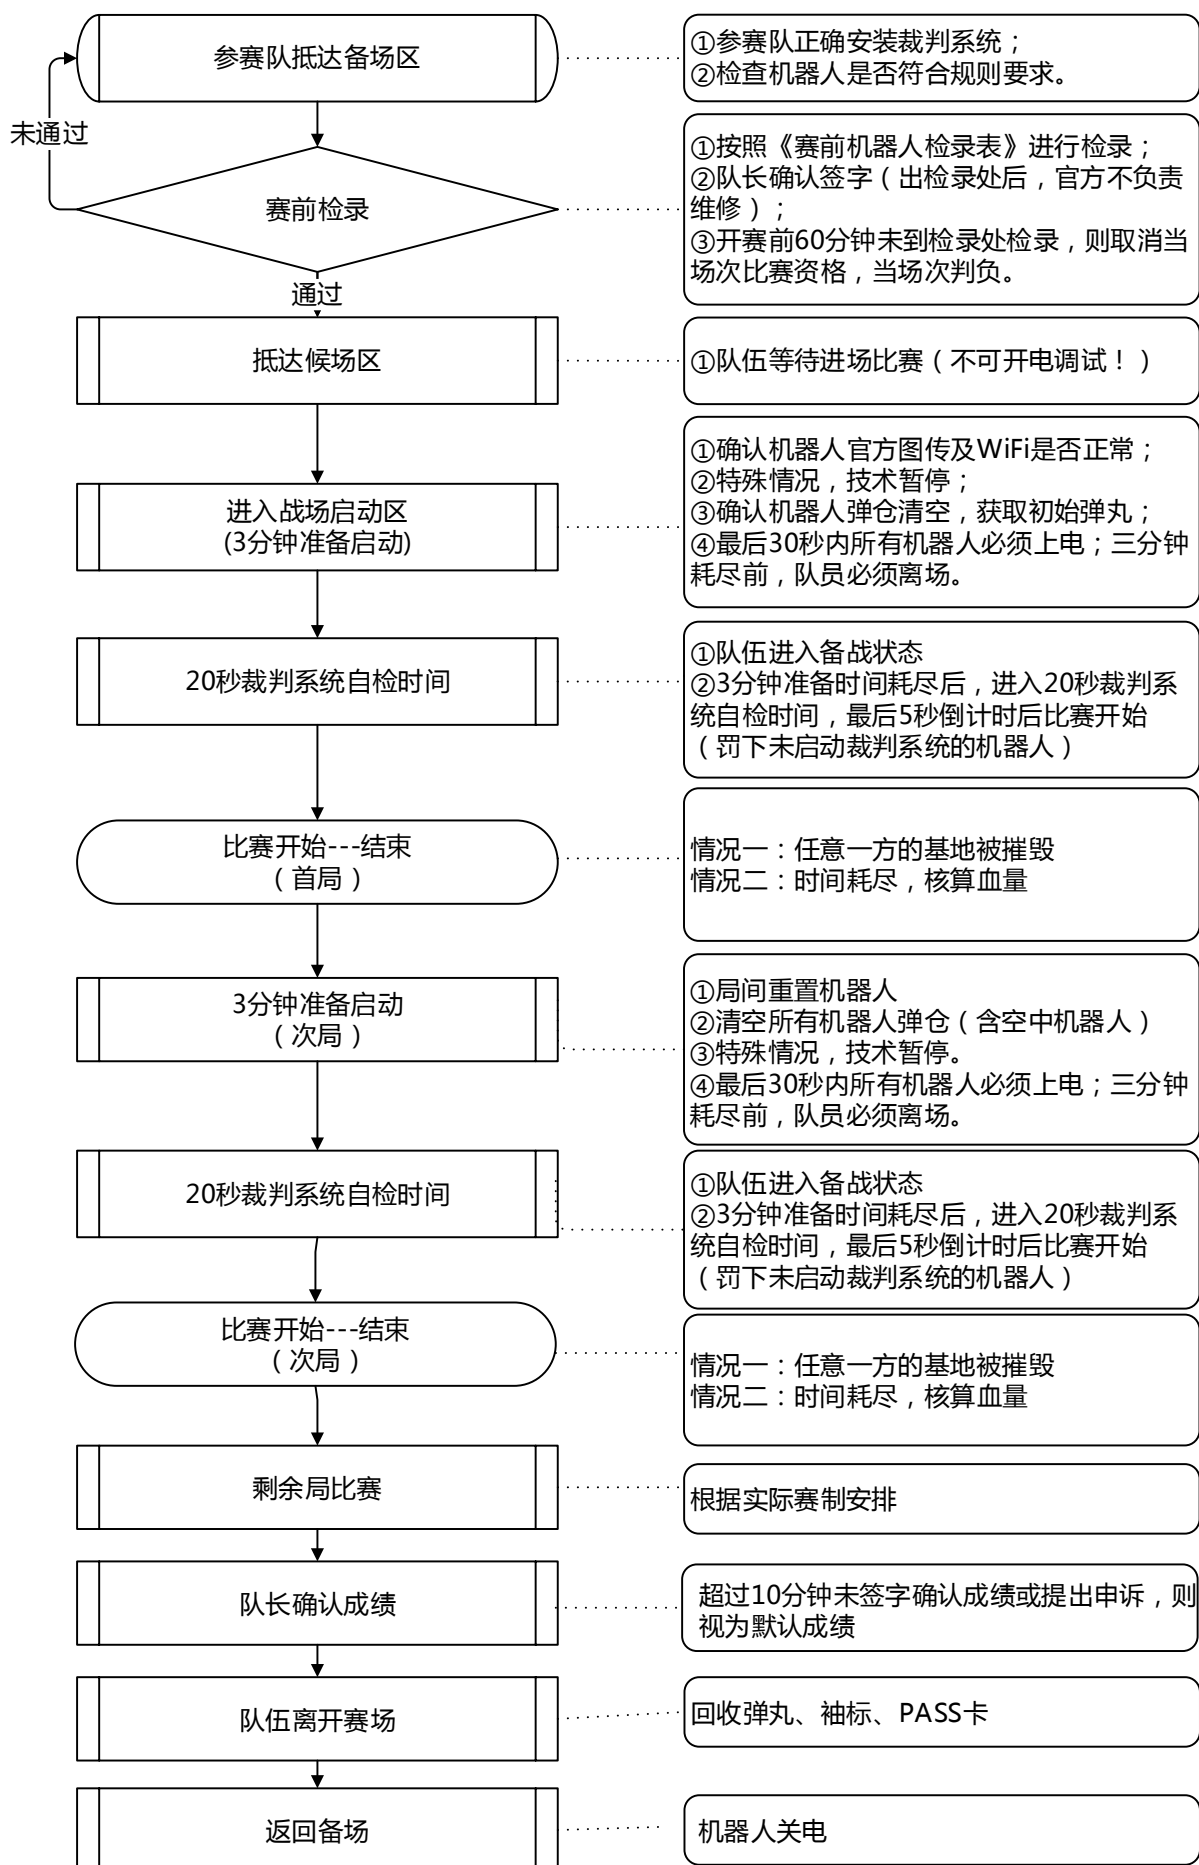 参赛队抵达备场区
①参赛队正确安装裁判系统；
②检查机器人是否符合规则要求。
未通过
赛前检录
①按照《赛前机器人检录表》进行检录；
②队长确认签字（出检录处后，官方不负责
维修）；
③开赛前60分钟未到检录处检录，则取消当
场次比赛资格，当场次判负。
通过
抵达候场区
①队伍等待进场比赛（不可开电调试！）
进入战场启动区
(3分钟准备启动)
①确认机器人官方图传及WiFi是否正常；
②特殊情况，技术暂停；
③确认机器人弹仓清空，获取初始弹丸；
④最后30秒内所有机器人必须上电；三分钟
耗尽前，队员必须离场。
20秒裁判系统自检时间
①队伍进入备战状态
②3分钟准备时间耗尽后，进入20秒裁判系
统自检时间，最后5秒倒计时后比赛开始
（罚下未启动裁判系统的机器人）
比赛开始---结束
（首局）
情况一：任意一方的基地被摧毁
情况二：时间耗尽，核算血量
3分钟准备启动
（次局）
①局间重置机器人
②清空所有机器人弹仓（含空中机器人）
③特殊情况，技术暂停。
④最后30秒内所有机器人必须上电；三分钟
耗尽前，队员必须离场。
20秒裁判系统自检时间
①队伍进入备战状态
②3分钟准备时间耗尽后，进入20秒裁判系
统自检时间，最后5秒倒计时后比赛开始
（罚下未启动裁判系统的机器人）
比赛开始---结束
（次局）
情况一：任意一方的基地被摧毁
情况二：时间耗尽，核算血量
剩余局比赛
根据实际赛制安排
队长确认成绩
超过10分钟未签字确认成绩或提出申诉，则
视为默认成绩
队伍离开赛场
回收弹丸、袖标、PASS卡
返回备场
机器人关电